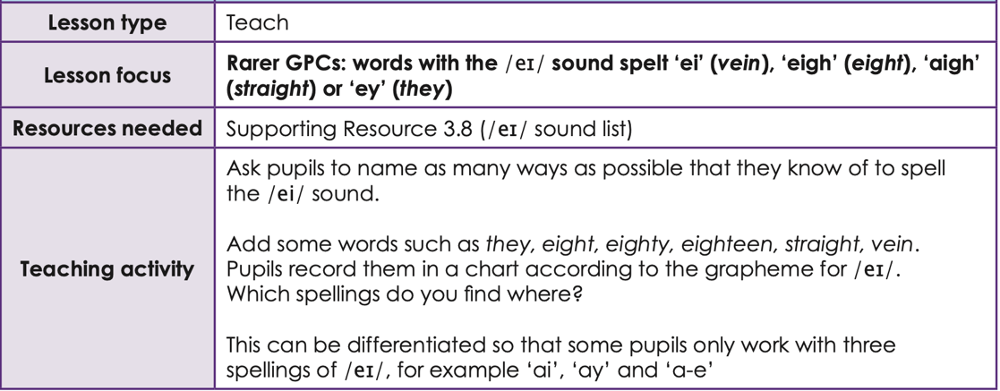 Lesson type
Teach
Lesson focus
Rarer GPCs: words with the /eɪ/ sound spelt ‘ei’ (vein), ‘eigh’ (eight), ‘aigh’
(straight) or ‘ey’ (they)
Resources needed
Supporting Resource 3.8 (/eɪ/ sound list)
Teaching activity
Ask pupils to name as many ways as possible that they know of to spell
the /ei/ sound.
Add some words such as they, eight, eighty, eighteen, straight, vein.
Pupils record them in a chart according to the grapheme for /eɪ/.
Which spellings do you find where?
This can be differentiated so that some pupils only work with three
spellings of /eɪ/, for example ‘ai’, ‘ay’ and ‘a-e’